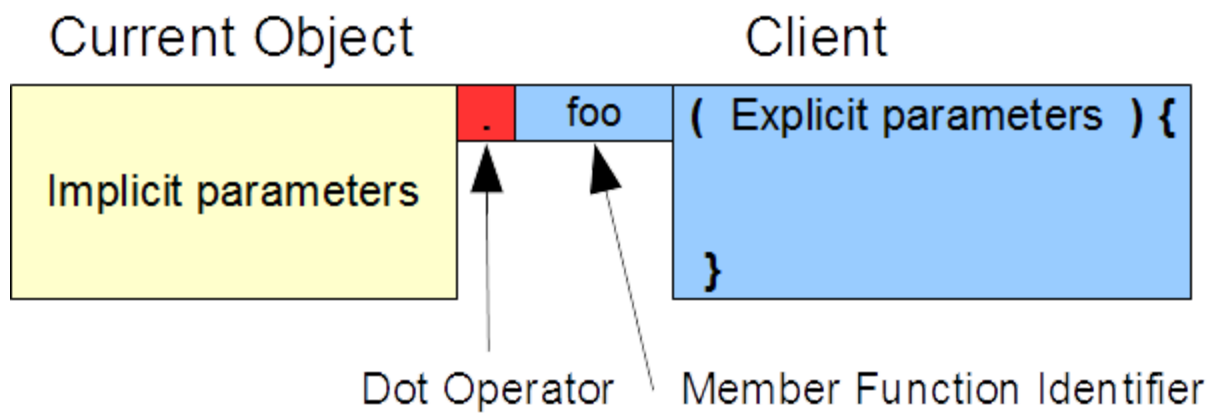 Current Object Client
. foo ( Explicit parameters ) {
Implicit parameters
}
Dot Operator Member Function Identifier